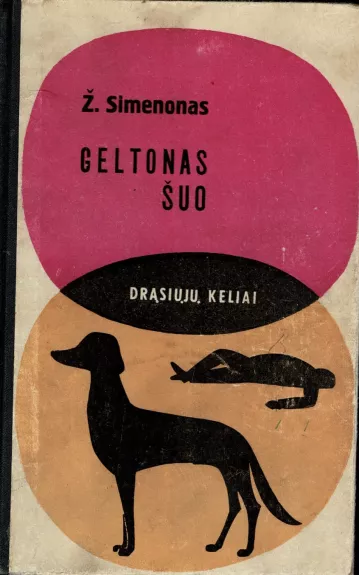 Ž. Simenonas
GELTONAS
ŠUO
DRĄSIŲJŲ KELIAI